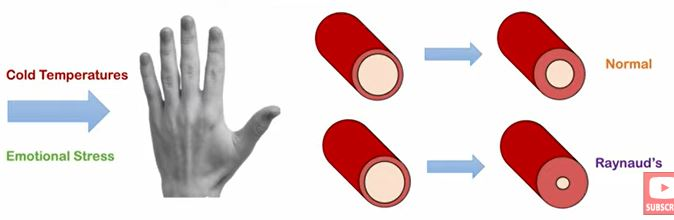 Cold Temperatures
Emotional Stress
Normal
Raynaud's